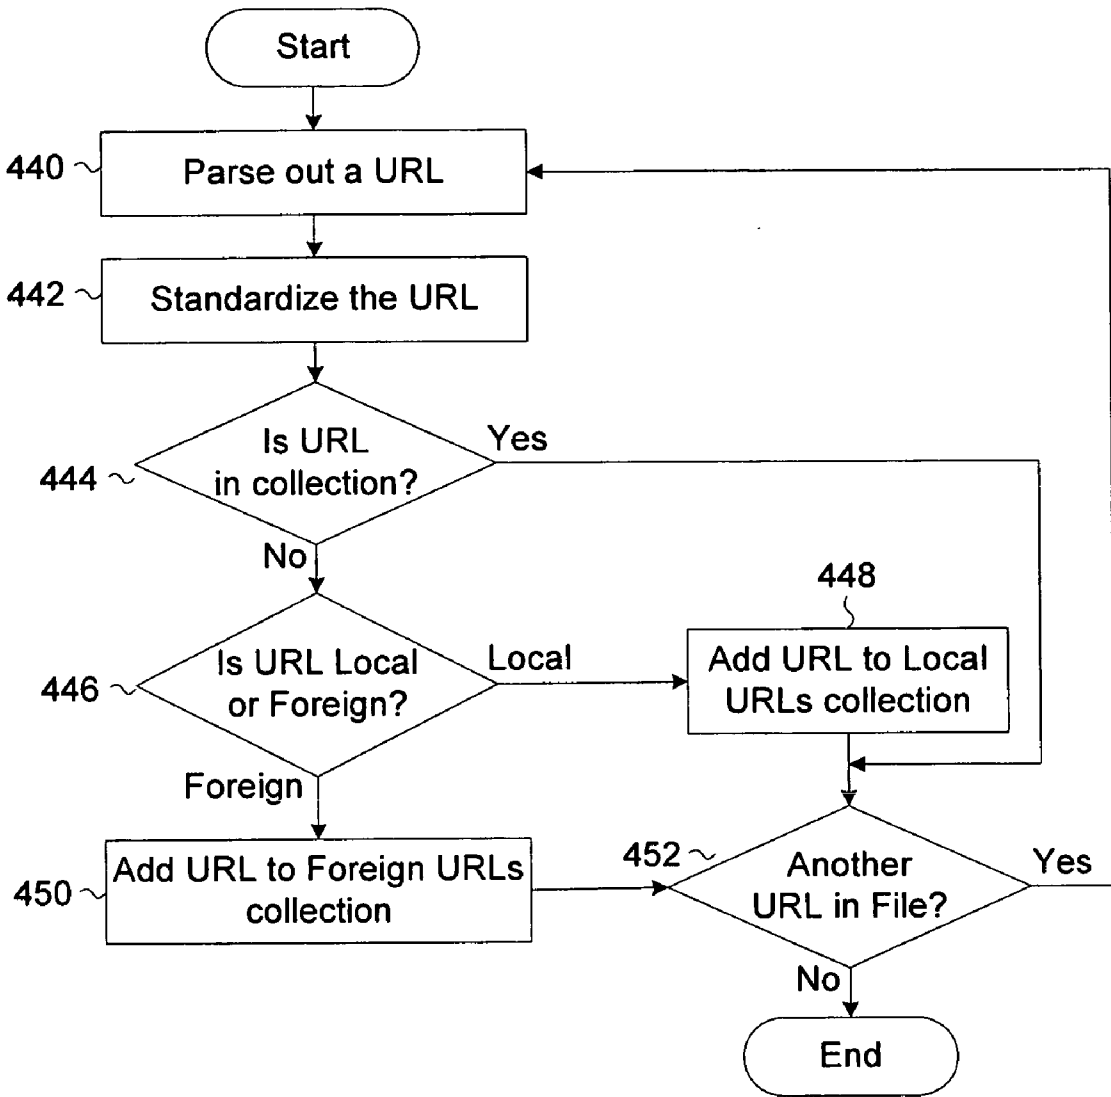 Start
440
Parse out a URL
442
Standardize the URL
444
Is URL
in collection?
Yes
No
446
Is URL Local
or Foreign?
Local
448
Add URL to Local
URLs collection
Foreign
450
Add URL to Foreign URLs
collection
452
Another
URL in File?
Yes
No
End